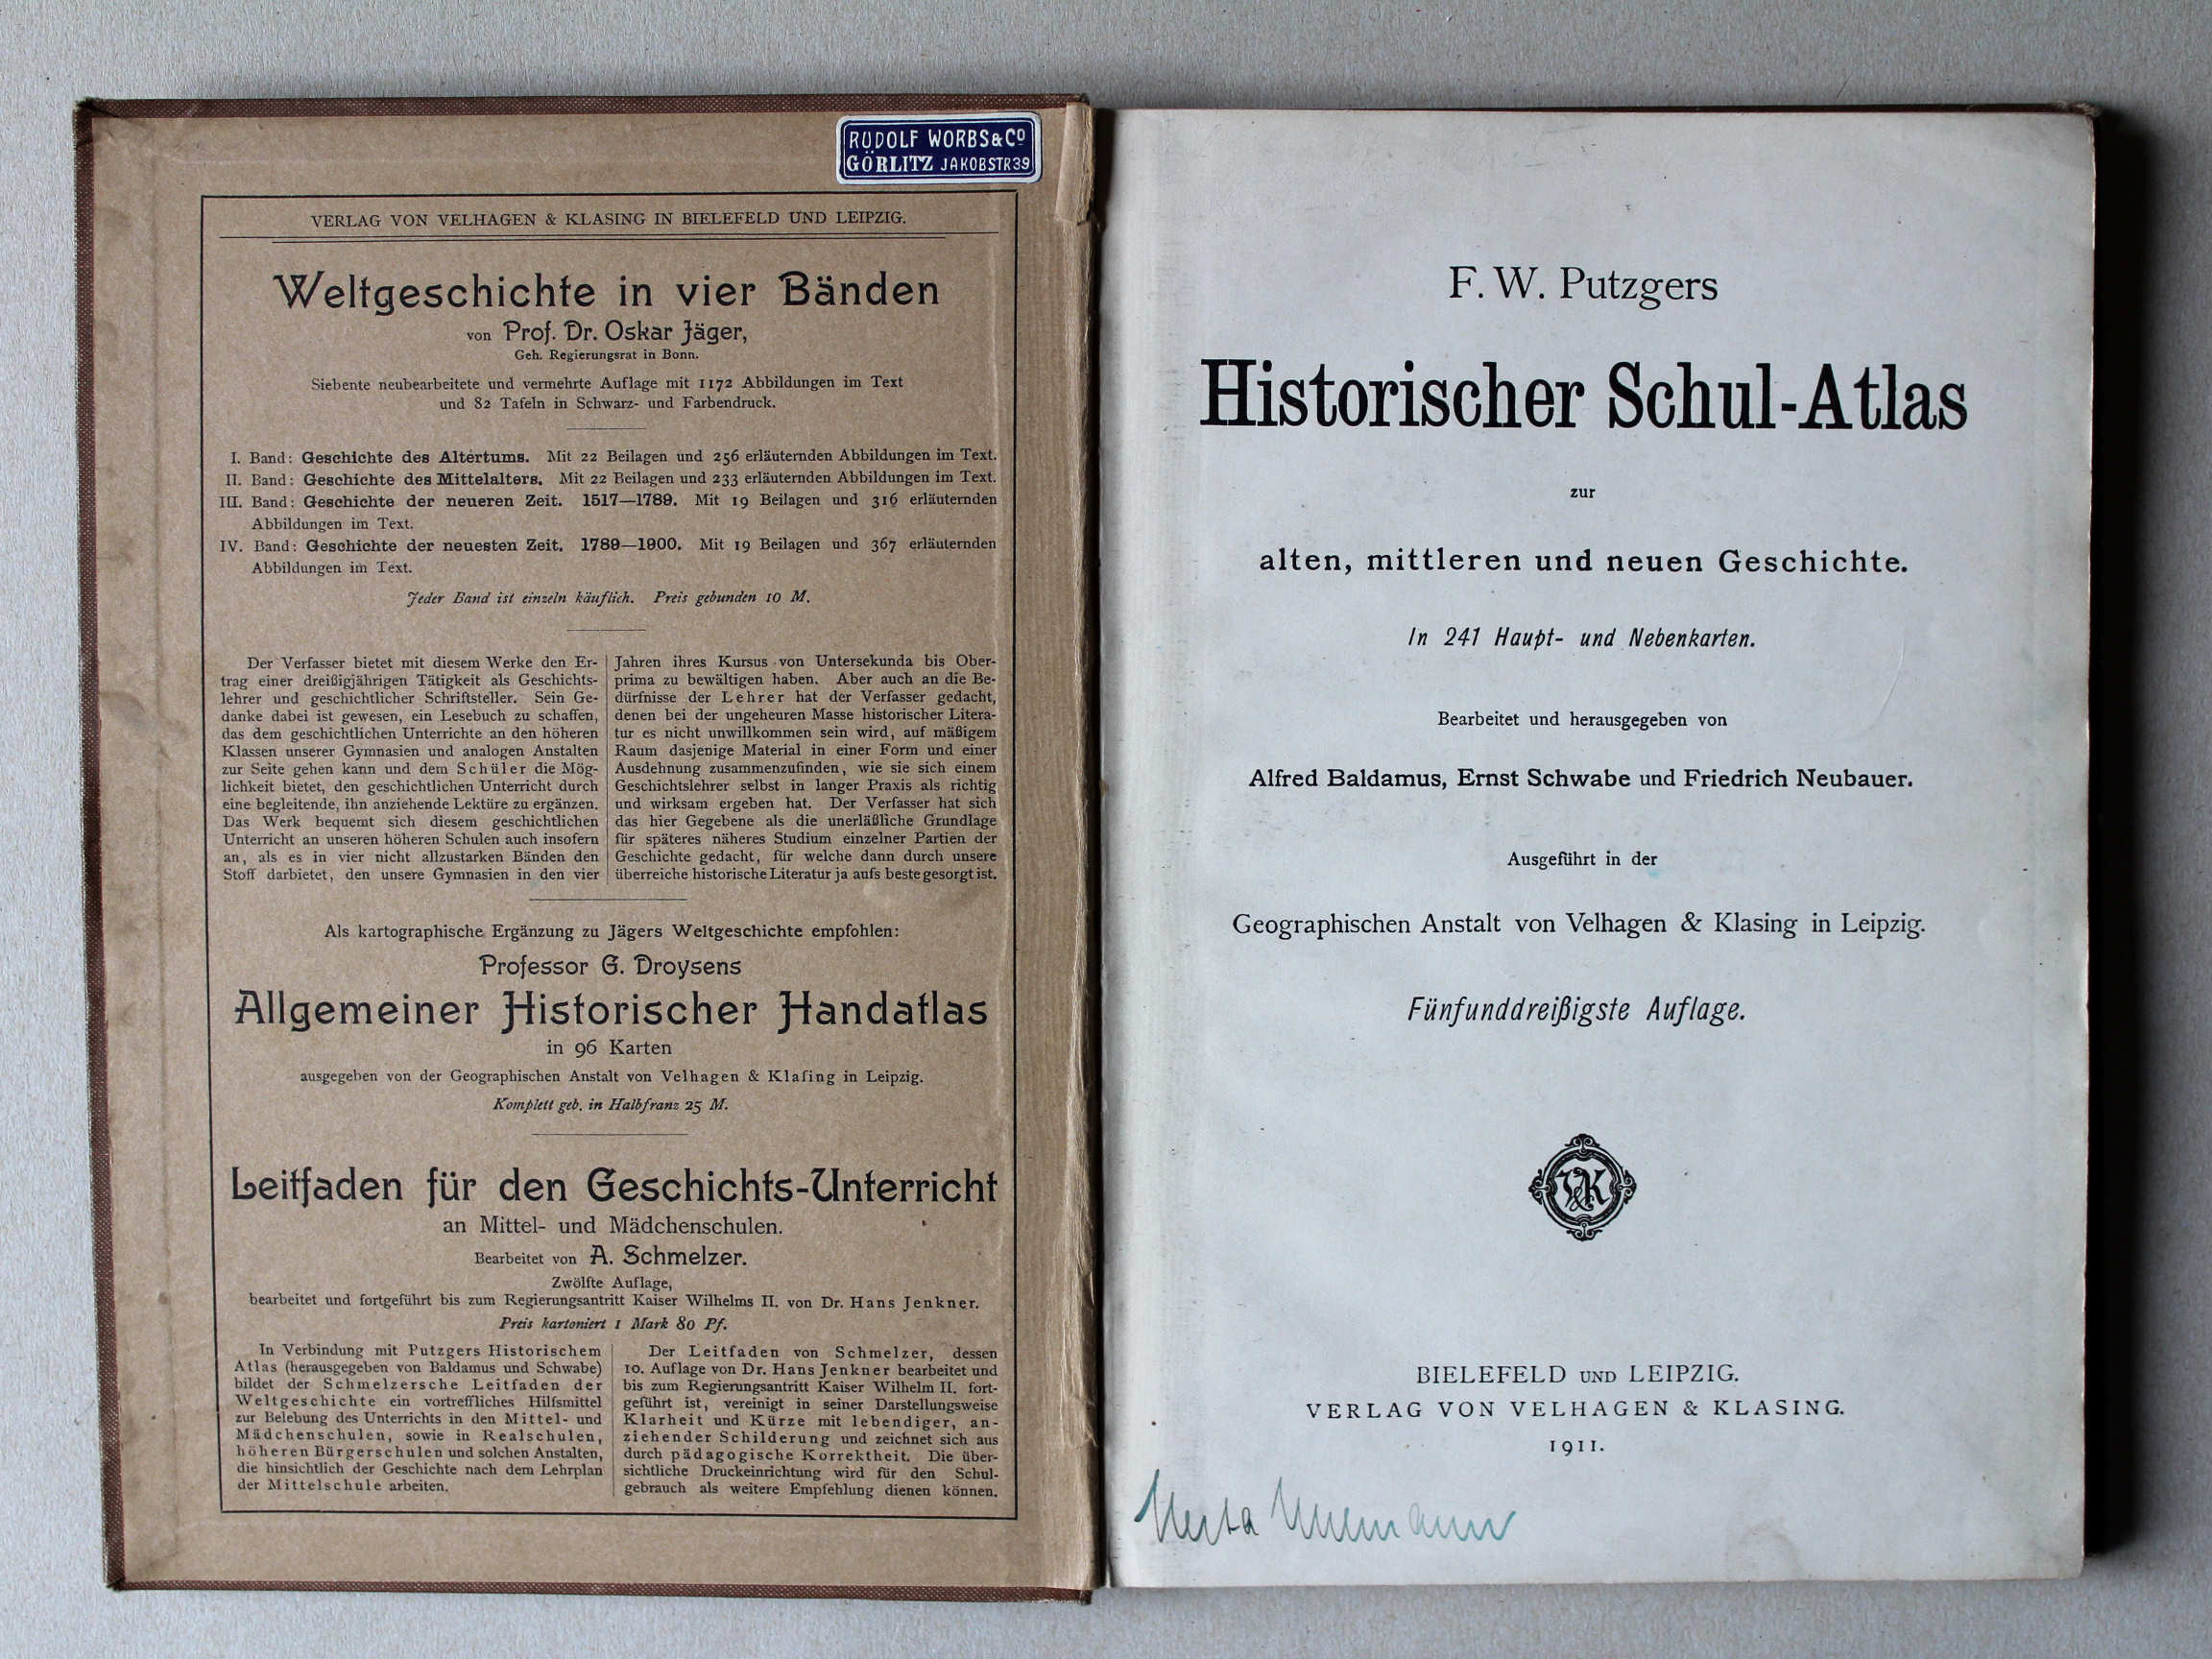 RUDOLF WORBS & Cº
GÖRLITZ JAKOBSTR 39
VERLAG VON VELHAGEN & KLASING IN BIELEFELD UND LEIPZIG.
Weltgeschichte in vier Bänden
von Prof. Dr. Oskar Jäger,
Geh. Regierungsrat in Bonn.
Siebente neubearbeitete und vermehrte Auflage mit 1172 Abbildungen im Text
und 82 Tafeln in Schwarz- und Farbendruck.
I. Band: Geschichte des Altertums. Mit 22 Beilagen und 256 erläuternden Abbildungen im Text.
II. Band: Geschichte des Mittelalters. Mit 22 Beilagen und 233 erläuternden Abbildungen im Text.
III. Band: Geschichte der neueren Zeit. 1517—1789. Mit 19 Beilagen und 316 erläuternden
Abbildungen im Text.
IV. Band: Geschichte der neuesten Zeit. 1789—1900. Mit 19 Beilagen und 367 erläuternden
Abbildungen im Text.
Jeder Band ist einzeln käuflich. Preis gebunden 10 M.
Der Verfasser bietet mit diesem Werke den Er-
trag einer dreißigjährigen Tätigkeit als Geschichts-
lehrer und geschichtlicher Schriftsteller. Sein Ge-
danke dabei ist gewesen, ein Lesebuch zu schaffen,
das dem geschichtlichen Unterrichte an den höheren
Klassen unserer Gymnasien und analogen Anstalten
zur Seite gehen kann und dem Schüler die Mög-
lichkeit bietet, den geschichtlichen Unterricht durch
eine begleitende, ihn anziehende Lektüre zu ergänzen.
Das Werk bequemt sich diesem geschichtlichen
Unterricht an unseren höheren Schulen auch insofern
an, als es in vier nicht allzustarken Bänden den
Stoff darbietet, den unsere Gymnasien in den vier
Jahren ihres Kursus von Untersekunda bis Ober-
prima zu bewältigen haben. Aber auch an die Be-
dürfnisse der Lehrer hat der Verfasser gedacht,
denen bei der ungeheuren Masse historischer Litera-
tur es nicht unwillkommen sein wird, auf mäßigem
Raum dasjenige Material in einer Form und einer
Ausdehnung zusammenzufinden, wie sie sich einem
Geschichtslehrer selbst in langer Praxis als richtig
und wirksam ergeben hat. Der Verfasser hat sich
das hier Gegebene als die unerläßliche Grundlage
für späteres näheres Studium einzelner Partien der
Geschichte gedacht, für welche dann durch unsere
überreiche historische Literatur ja aufs beste gesorgt ist.
Als kartographische Ergänzung zu Jägers Weltgeschichte empfohlen:
Professor G. Droysens
Allgemeiner Historischer Handatlas
in 96 Karten
ausgegeben von der Geographischen Anstalt von Velhagen & Klaſing in Leipzig.
Komplett geb. in Halbfranz 25 M.
Leitfaden für den Geschichts-Unterricht
an Mittel- und Mädchenschulen.
Bearbeitet von A. Schmelzer.
Zwölfte Auflage,
bearbeitet und fortgeführt bis zum Regierungsantritt Kaiser Wilhelms II. von Dr. Hans Jenkner.
Preis kartoniert 1 Mark 80 Pf.
In Verbindung mit Putzgers Historischem
Atlas (herausgegeben von Baldamus und Schwabe)
bildet der Schmelzersche Leitfaden der
Weltgeschichte ein vortreffliches Hilfsmittel
zur Belebung des Unterrichts in den Mittel- und
Mädchenschulen, sowie in Realschulen,
höheren Bürgerschulen und solchen Anstalten,
die hinsichtlich der Geschichte nach dem Lehrplan
der Mittelschule arbeiten.
Der Leitfaden von Schmelzer, dessen
10. Auflage von Dr. Hans Jenkner bearbeitet und
bis zum Regierungsantritt Kaiser Wilhelm II. fort-
geführt ist, vereinigt in seiner Darstellungsweise
Klarheit und Kürze mit lebendiger, an-
ziehender Schilderung und zeichnet sich aus
durch pädagogische Korrektheit. Die über-
sichtliche Druckeinrichtung wird für den Schul-
gebrauch als weitere Empfehlung dienen können.
F. W. Putzgers
Historischer Schul-Atlas
zur
alten, mittleren und neuen Geschichte.
In 241 Haupt- und Nebenkarten.
Bearbeitet und herausgegeben von
Alfred Baldamus, Ernst Schwabe und Friedrich Neubauer.
Ausgeführt in der
Geographischen Anstalt von Velhagen & Klasing in Leipzig.
Fünfunddreißigste Auflage.
V&K
BIELEFELD UND LEIPZIG.
VERLAG VON VELHAGEN & KLASING.
1911.